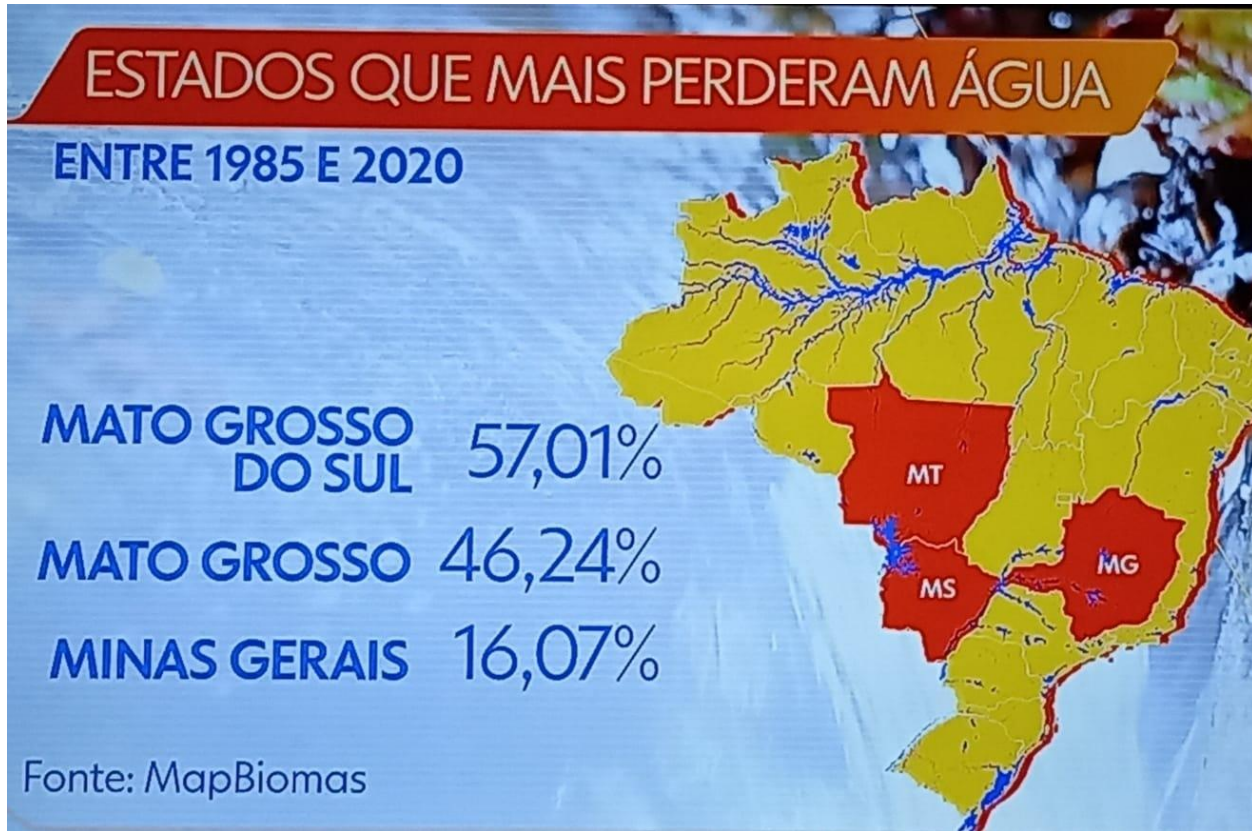 ESTADOS QUE MAIS PERDERAM ÁGUA
ENTRE 1985 E 2020
MATO GROSSO
DO SUL 57,01%
MATO GROSSO 46,24%
MINAS GERAIS 16,07%
MT
MS
MG
Fonte: MapBiomas